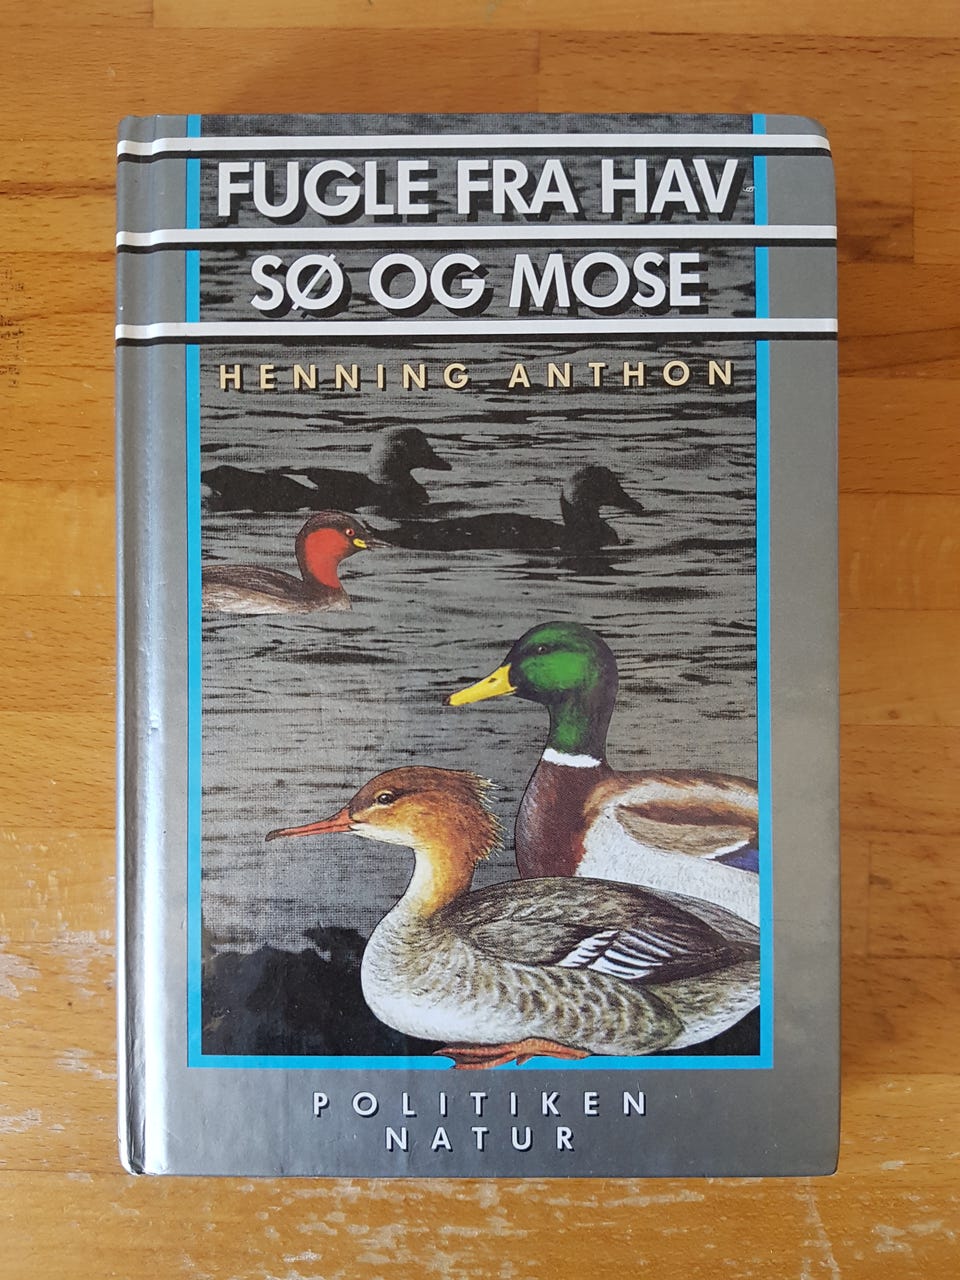 FUGLE FRA HAV
SØ OG MOSE
HENNING ANTHON
POLITIKEN
NATUR